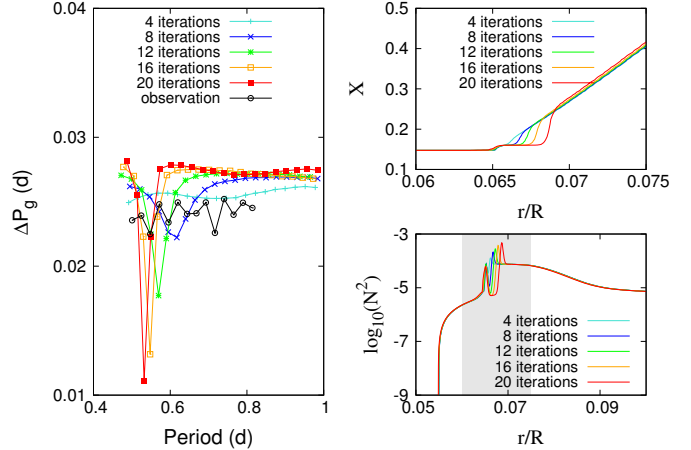 4 iterations
8 iterations
12 iterations
16 iterations
20 iterations
observation
0.04
0.03
0.02
0.01
ΔPg (d)
0.4
0.6
0.8
1
Period (d)
4 iterations
8 iterations
12 iterations
16 iterations
20 iterations
0.5
0.4
0.3
0.2
0.1
X
0.06
0.065
0.07
0.075
r/R
-3
-5
-7
-9
log10(N2)
4 iterations
8 iterations
12 iterations
16 iterations
20 iterations
0.05
0.07
0.09
r/R